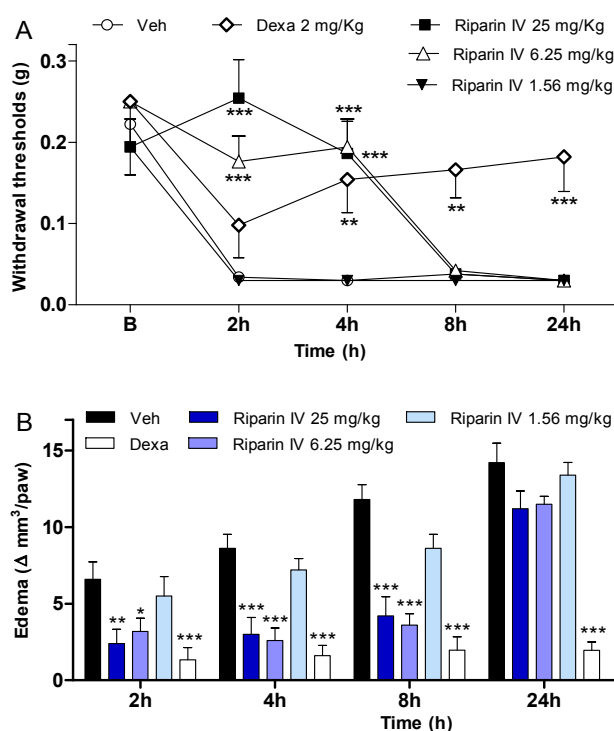 A
Veh
Dexa 2 mg/Kg
Riparin IV 25 mg/Kg
Riparin IV 6.25 mg/kg
Riparin IV 1.56 mg/kg
Withdrawal thresholds (g)
0.3
0.2
0.1
0.0
***
***
***
***
**
**
***
B 2h 4h 8h 24h
Time (h)
B
Veh
Riparin IV 25 mg/kg
Riparin IV 1.56 mg/kg
Dexa
Riparin IV 6.25 mg/kg
Edema (Δ mm³/paw)
15
10
5
0
** * ***
*** *** ***
*** *** ***
***
2h 4h 8h 24h
Time (h)